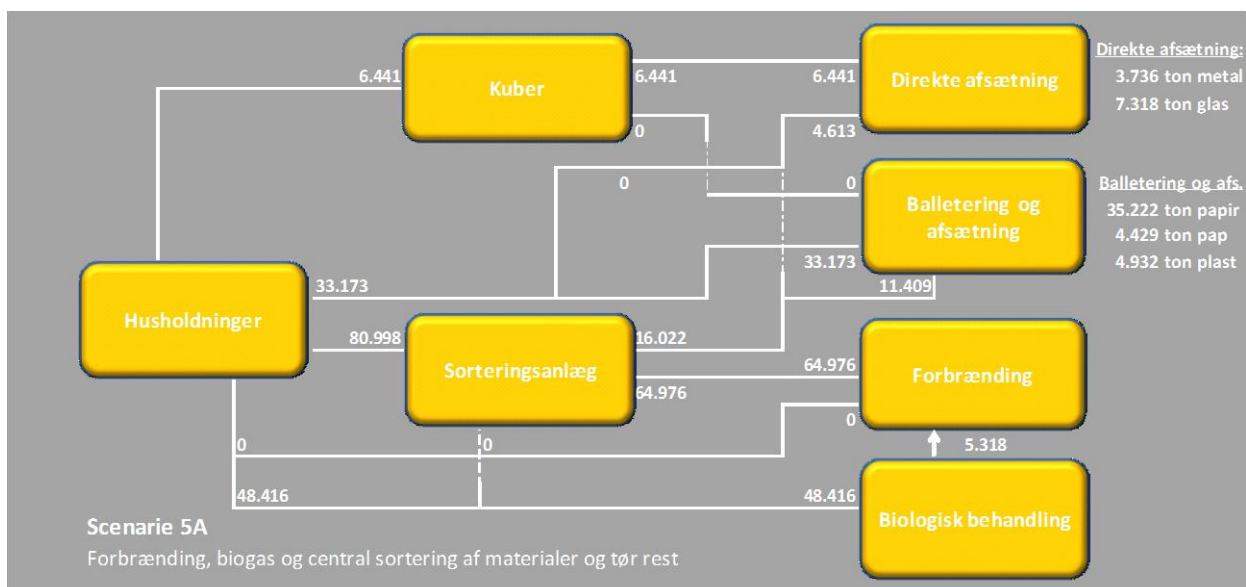 Direkte afsætning:
6.441
Kuber
6.441
6.441
Direkte afsætning
3.736 ton metal
7.318 ton glas
0
4.613
0
0
Balletering og afs.
Balletering og
afsætning
35.222 ton papir
4.429 ton pap
4.932 ton plast
33.173
33.173
11.409
Husholdninger
80.998
Sorteringsanlæg
16.022
64.976
64.976
Forbrænding
0
0
0
5.318
48.416
48.416
Biologisk behandling
Scenarie 5A
Forbrænding, biogas og central sortering af materialer og tør rest